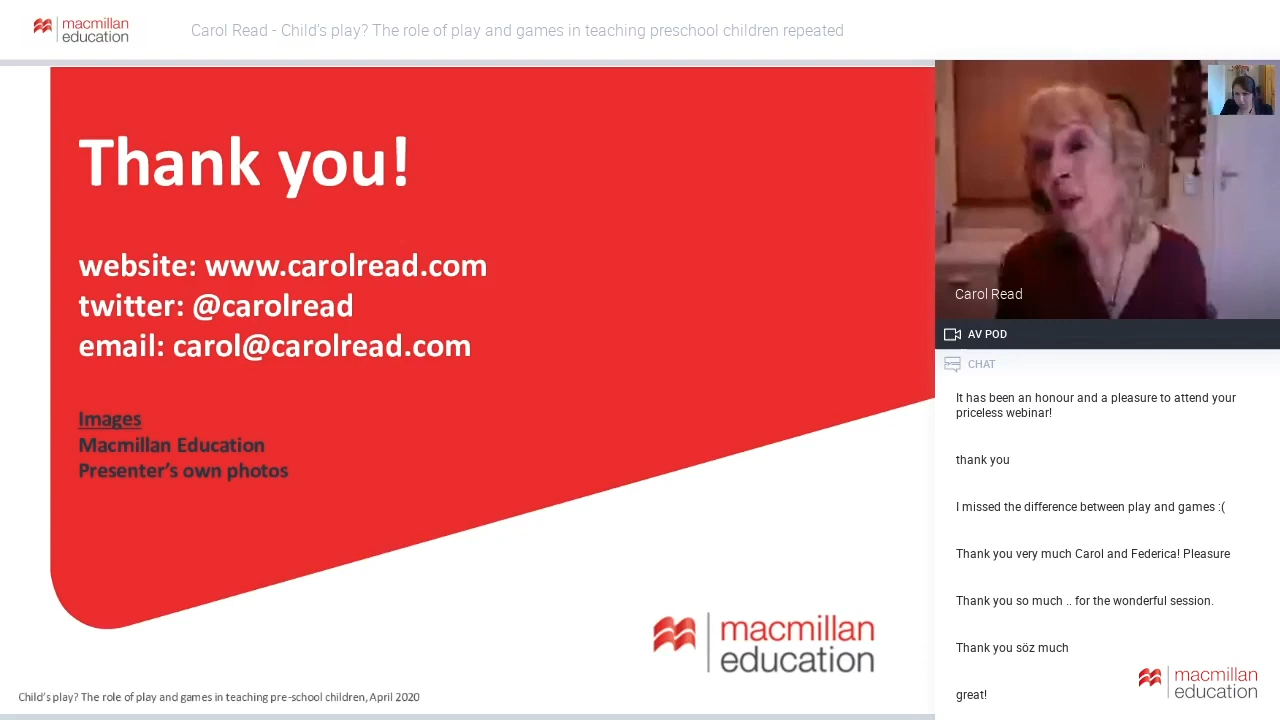 macmillan
education
Carol Read - Child's play? The role of play and games in teaching preschool children repeated
Thank you!
website: www.carolread.com
twitter: @carolread
email: carol@carolread.com
Images
Macmillan Education
Presenter's own photos
macmillan
education
Child's play? The role of play and games in teaching pre-school children, April 2020
Carol Read
AV POD
CHAT
It has been an honour and a pleasure to attend your
priceless webinar!
thank you
I missed the difference between play and games :(
Thank you very much Carol and Federica! Pleasure
Thank you so much .. for the wonderful session.
Thank you söz much
great!
macmillan
education